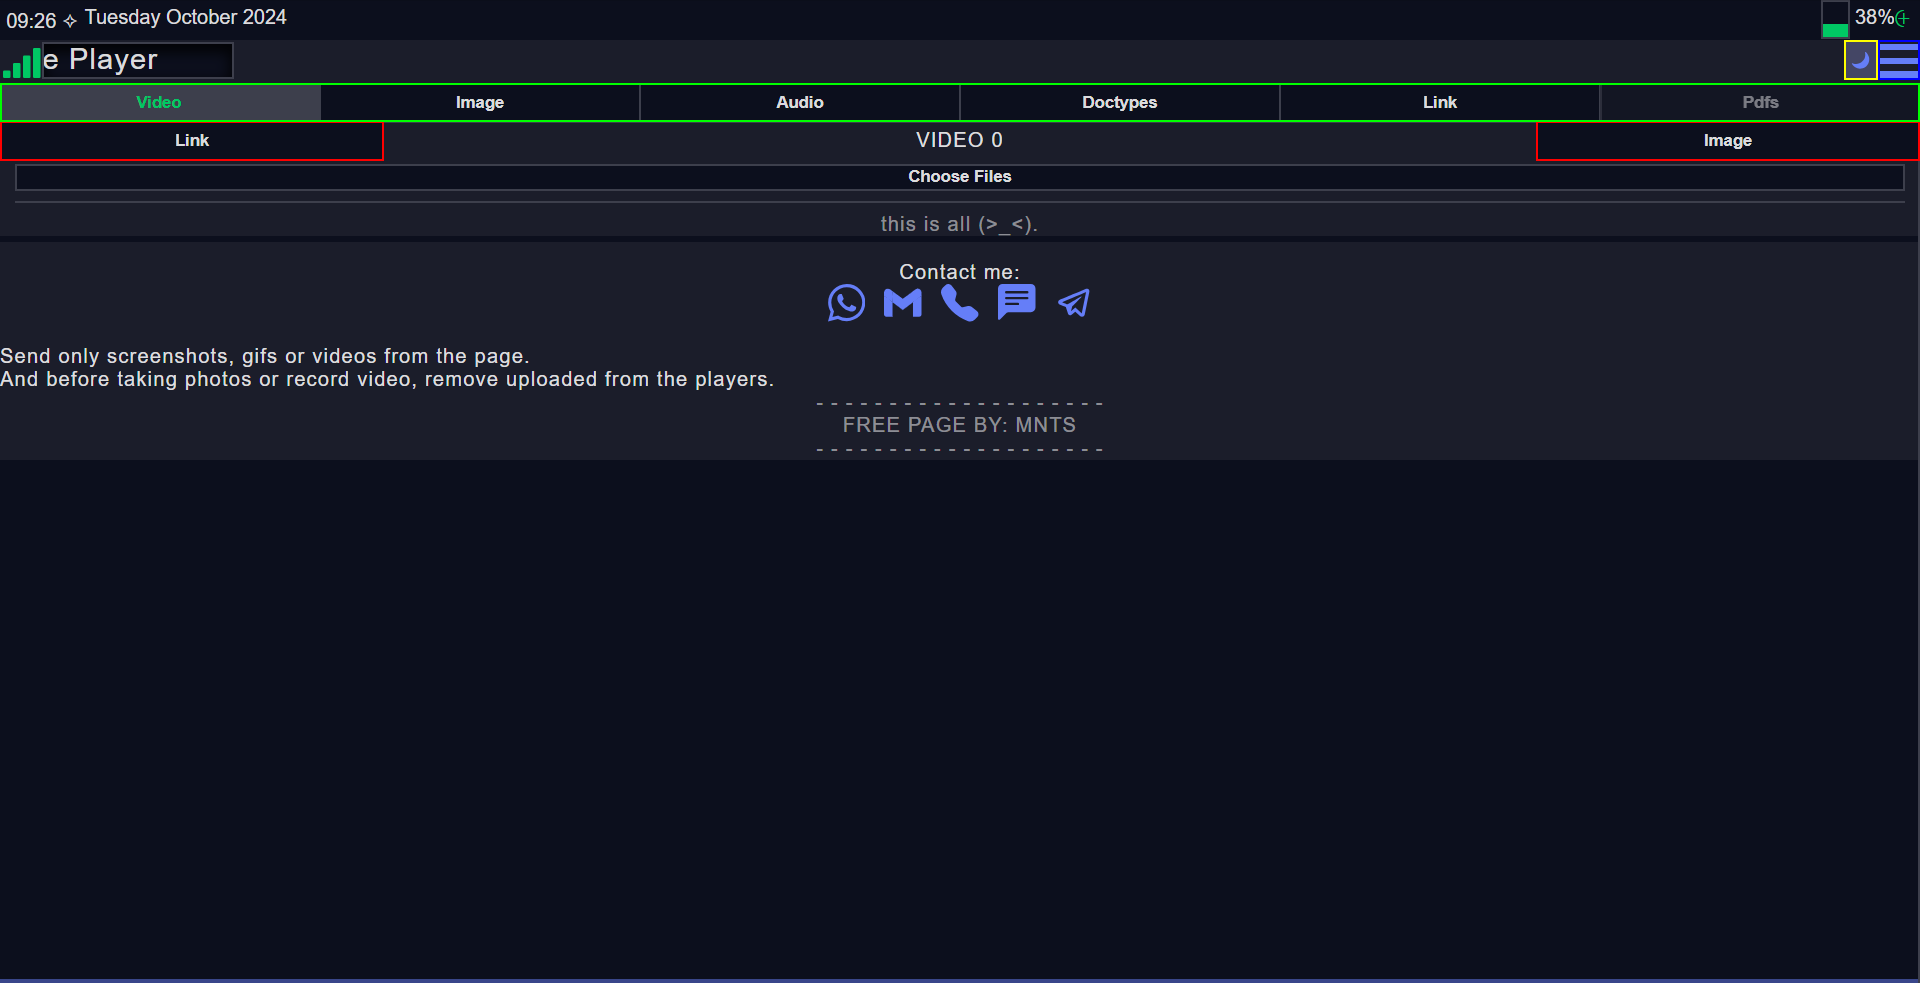 09:26 ✧ Tuesday October 2024
38%
e Player
Video Image Audio Doctypes Link Pdfs
Link VIDEO 0 Image
Choose Files
this is all (>_<).
Contact me:
Send only screenshots, gifs or videos from the page.
And before taking photos or record video, remove uploaded from the players.
- - - - - - - - - - - - - - - - - - - -
FREE PAGE BY: MNTS
- - - - - - - - - - - - - - - - - - - -